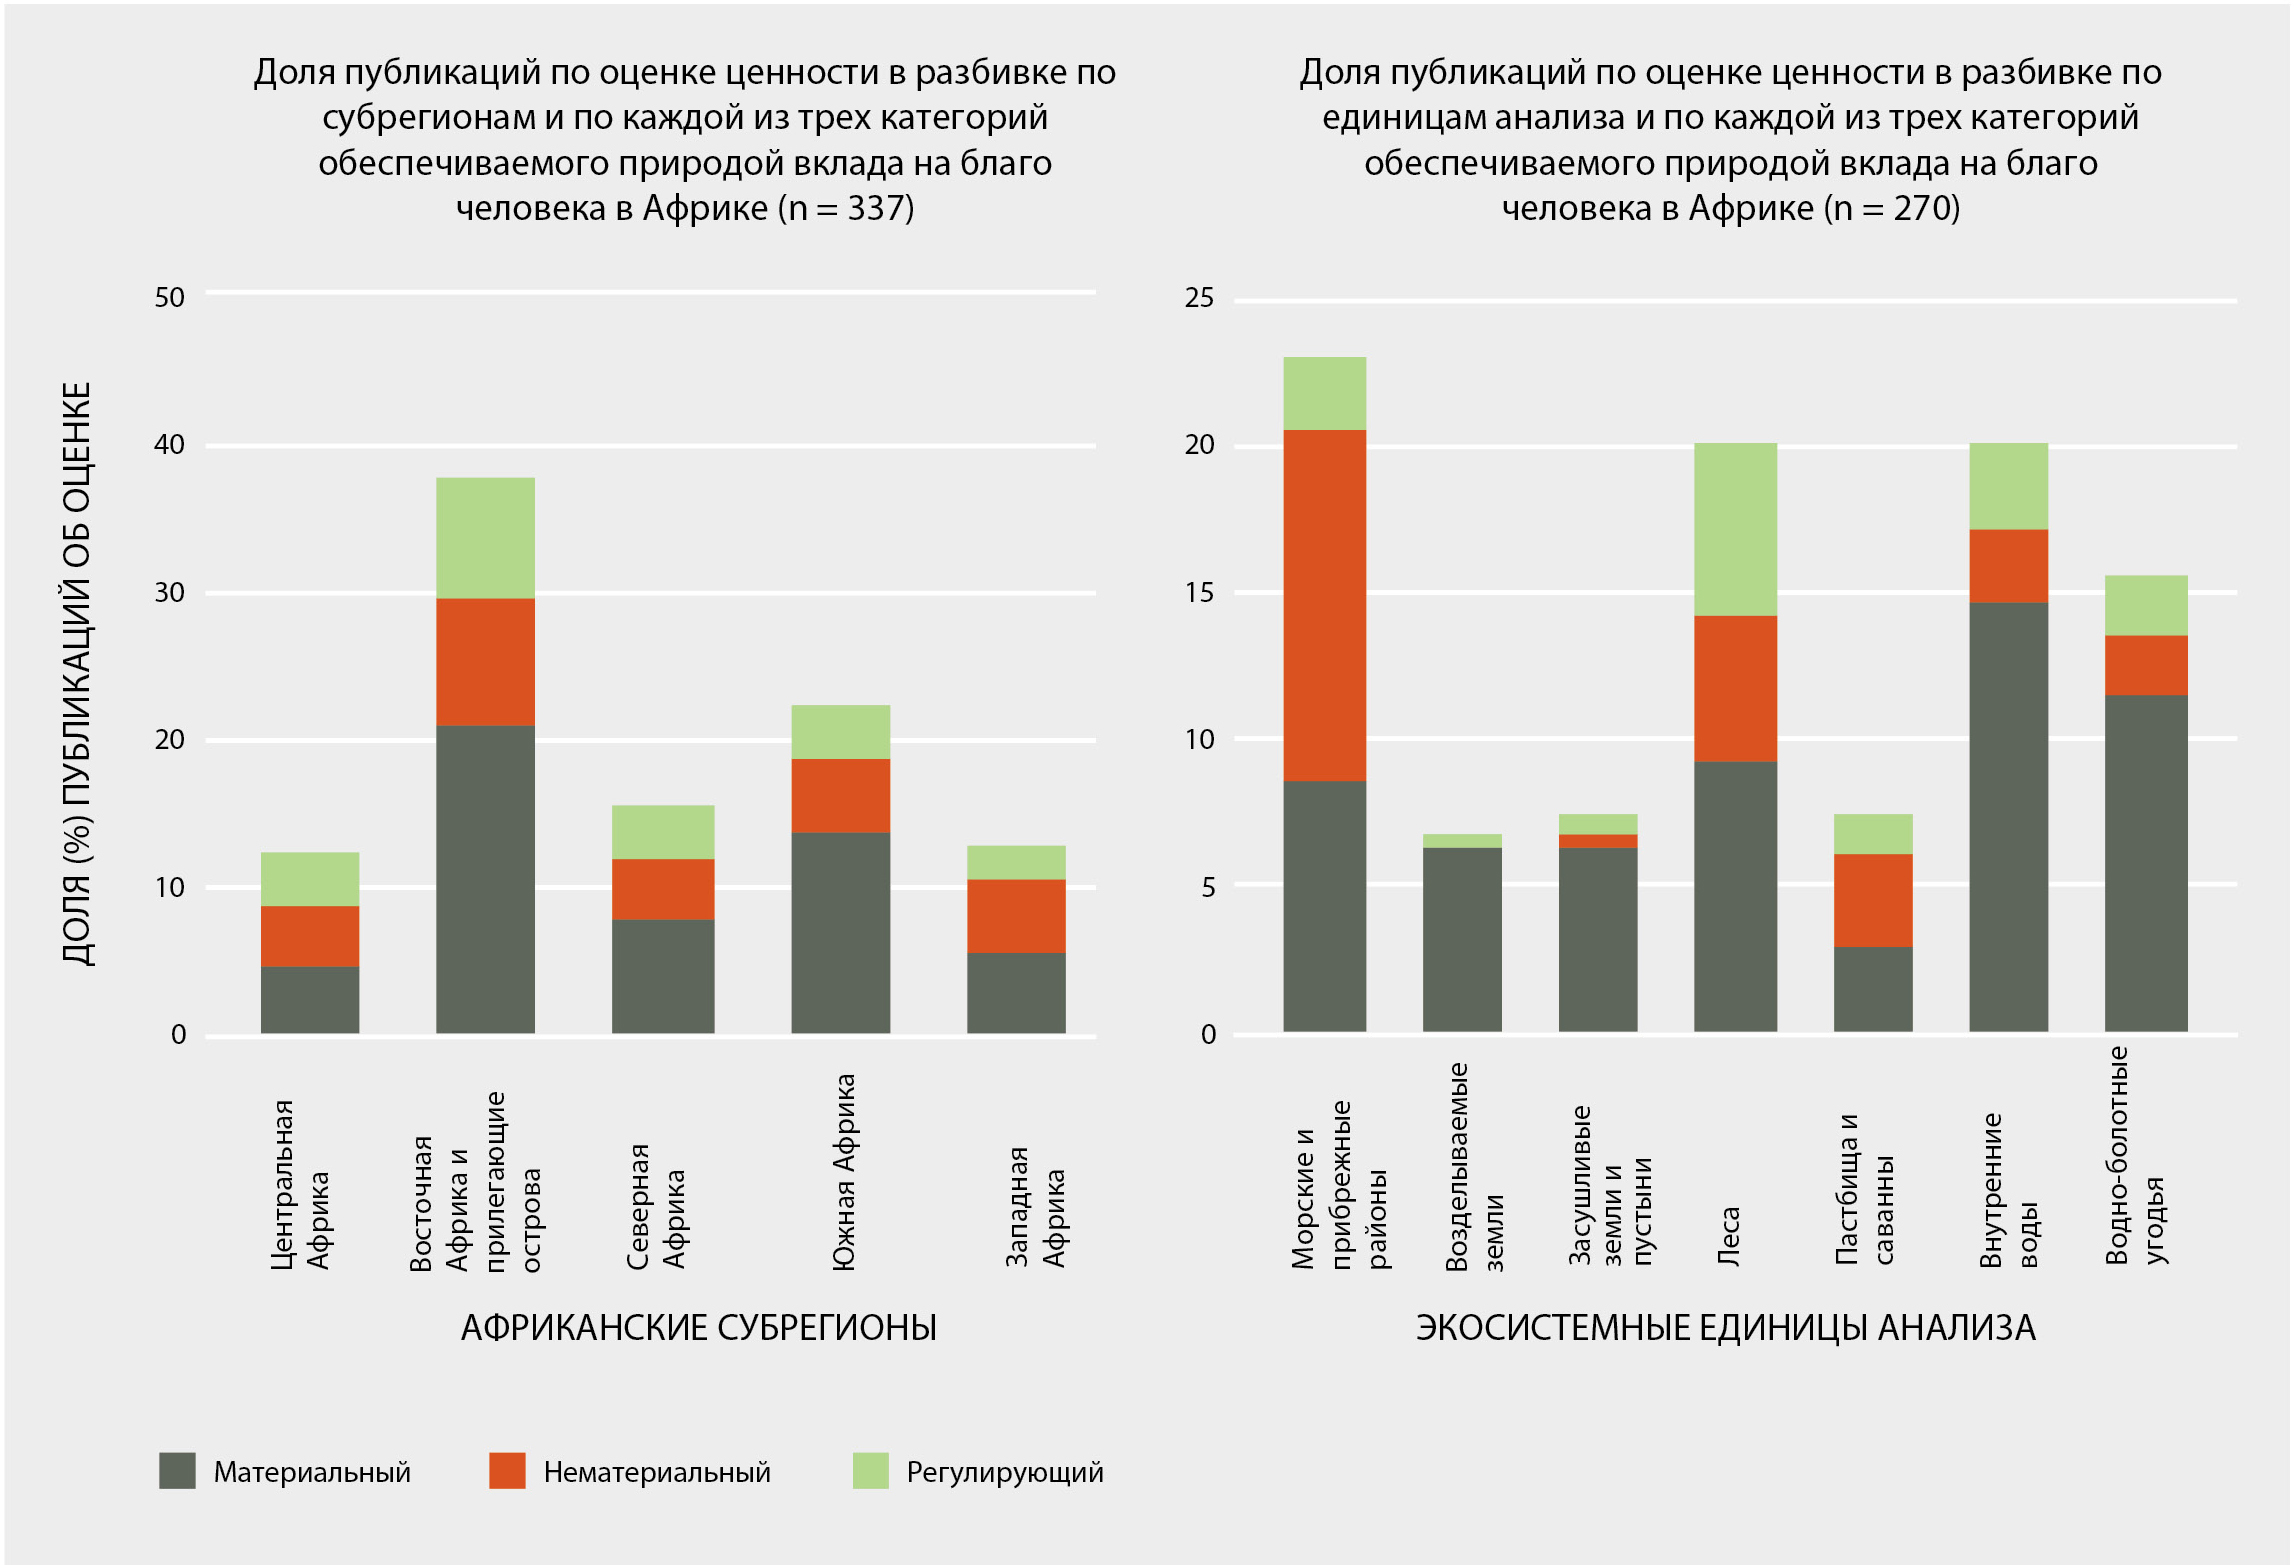 Доля публикаций по оценке ценности в разбивке по
субрегионам и по каждой из трех категорий
обеспечиваемого природой вклада на благо
человека в Африке (n = 337)
ДОЛЯ (%) ПУБЛИКАЦИЙ ОБ ОЦЕНКЕ
50
40
30
20
10
0
Центральная
Африка
Восточная
Африка и
прилегающие
острова
Северная
Африка
Южная Африка
Западная
Африка
АФРИКАНСКИЕ СУБРЕГИОНЫ
Доля публикаций по оценке ценности в разбивке по
единицам анализа и по каждой из трех категорий
обеспечиваемого природой вклада на благо
человека в Африке (n = 270)
25
20
15
10
5
0
Морские и
прибрежные
районы
Возделываемые
земли
Засушливые
земли и
пустыни
Леса
Пастбища и
саванны
Внутренние
воды
Водно-болотные
угодья
ЭКОСИСТЕМНЫЕ ЕДИНИЦЫ АНАЛИЗА
Материальный
Нематериальный
Регулирующий